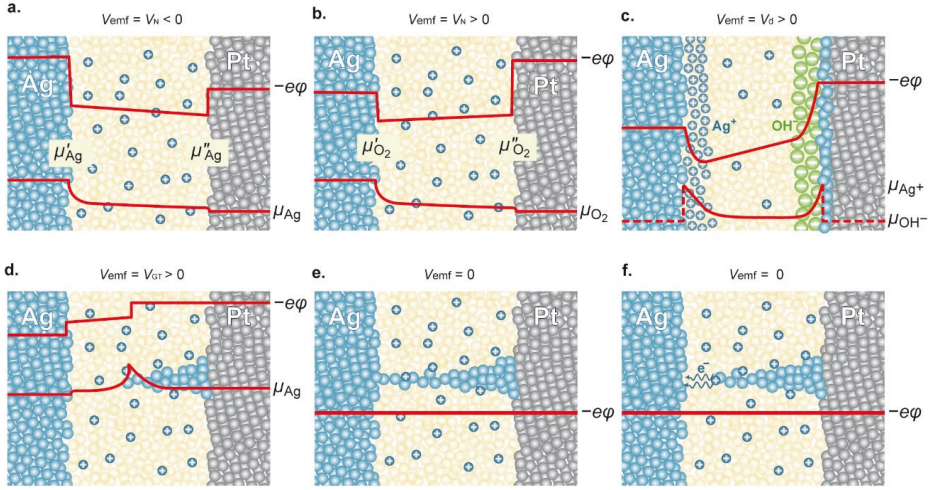 a.
Vemf = VN < 0
Ag
Pt
−eφ
μ′Ag
μ″Ag
μAg
b.
Vemf = VN > 0
Ag
Pt
−eφ
μ′O2
μ″O2
μO2
c.
Vemf = Vd > 0
Ag
Pt
−eφ
Ag+
OH−
μAg+
μOH−
d.
Vemf = VGT > 0
Ag
Pt
−eφ
μAg
e.
Vemf = 0
Ag
Pt
−eφ
f.
Vemf = 0
Ag
Pt
e−
−eφ